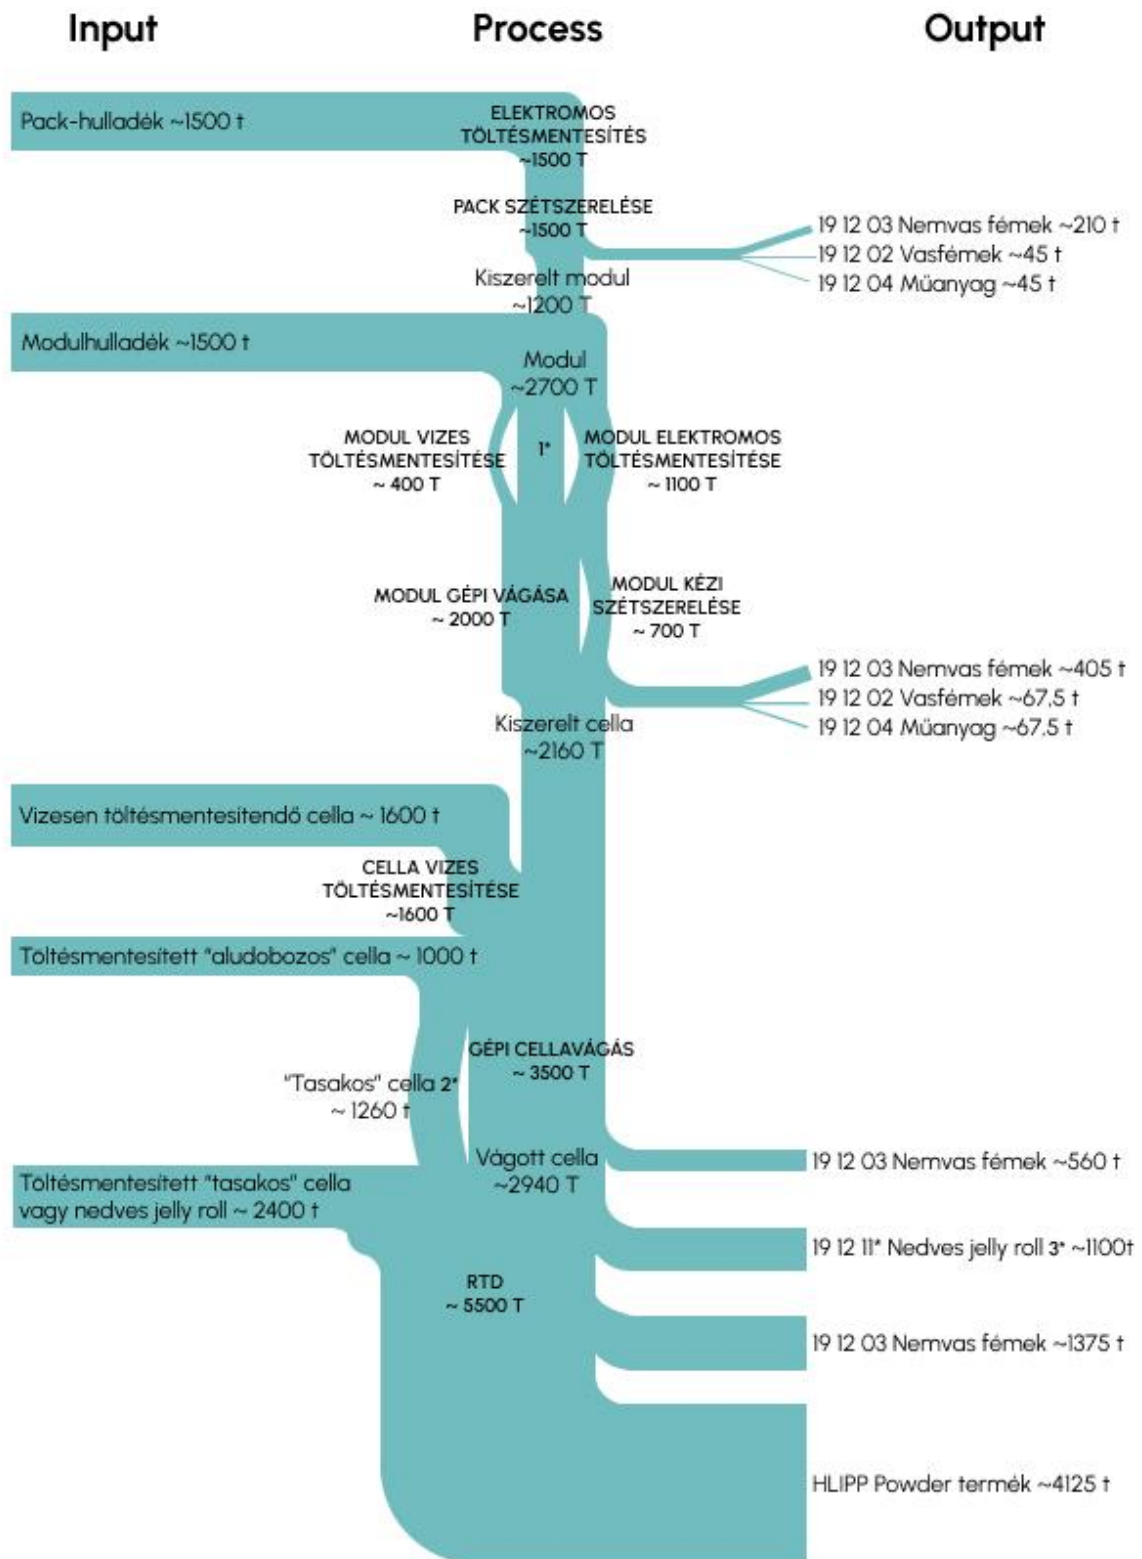 Input
Process
Output
Pack-hulladék ~1500 t
ELEKTROMOS
TÖLTÉSMENTESÍTÉS
~1500 T
PACK SZÉTSZERELÉSE
~1500 T
19 12 03 Nemvas fémek ~210 t
19 12 02 Vasfémek ~45 t
19 12 04 Műanyag ~45 t
Kiszerelt modul
~1200 T
Modulhulladék ~1500 t
Modul
~2700 T
MODUL VIZES
TÖLTÉSMENTESÍTÉSE
~ 400 T
1*
MODUL ELEKTROMOS
TÖLTÉSMENTESÍTÉSE
~ 1100 T
MODUL GÉPI VÁGÁSA
~ 2000 T
MODUL KÉZI
SZÉTSZERELÉSE
~ 700 T
19 12 03 Nemvas fémek ~405 t
19 12 02 Vasfémek ~67,5 t
19 12 04 Műanyag ~67,5 t
Kiszerelt cella
~2160 T
Vizesen töltésmentesítendő cella ~ 1600 t
CELLA VIZES
TÖLTÉSMENTESÍTÉSE
~1600 T
Töltésmentesített "aludobozos" cella ~ 1000 t
GÉPI CELLAVÁGÁS
~ 3500 T
"Tasakos" cella 2*
~ 1260 t
Vágott cella
~2940 T
19 12 03 Nemvas fémek ~560 t
Töltésmentesített "tasakos" cella
vagy nedves jelly roll ~ 2400 t
19 12 11* Nedves jelly roll 3* ~1100t
RTD
~ 5500 T
19 12 03 Nemvas fémek ~1375 t
HLIPP Powder termék ~4125 t